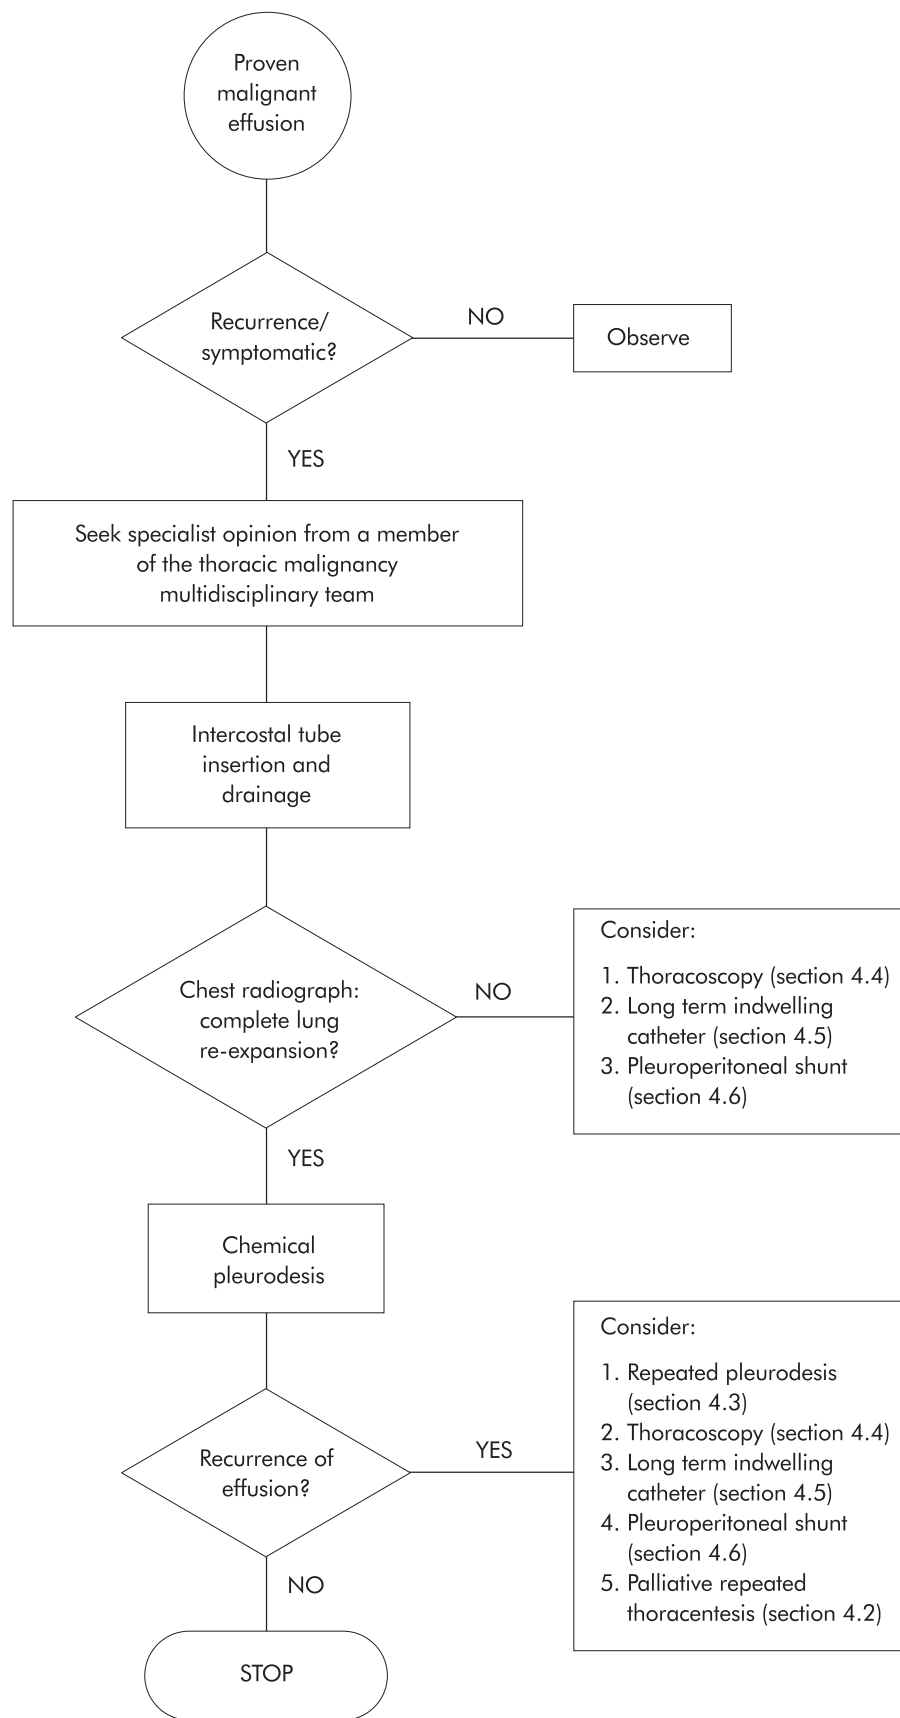 Proven
malignant
effusion
Recurrence/
symptomatic?
NO
Observe
YES
Seek specialist opinion from a member
of the thoracic malignancy
multidisciplinary team
Intercostal tube
insertion and
drainage
Chest radiograph:
complete lung
re-expansion?
NO
Consider:
1. Thoracoscopy (section 4.4)
2. Long term indwelling
catheter (section 4.5)
3. Pleuroperitoneal shunt
(section 4.6)
YES
Chemical
pleurodesis
Recurrence of
effusion?
YES
Consider:
1. Repeated pleurodesis
(section 4.3)
2. Thoracoscopy (section 4.4)
3. Long term indwelling
catheter (section 4.5)
4. Pleuroperitoneal shunt
(section 4.6)
5. Palliative repeated
thoracentesis (section 4.2)
NO
STOP